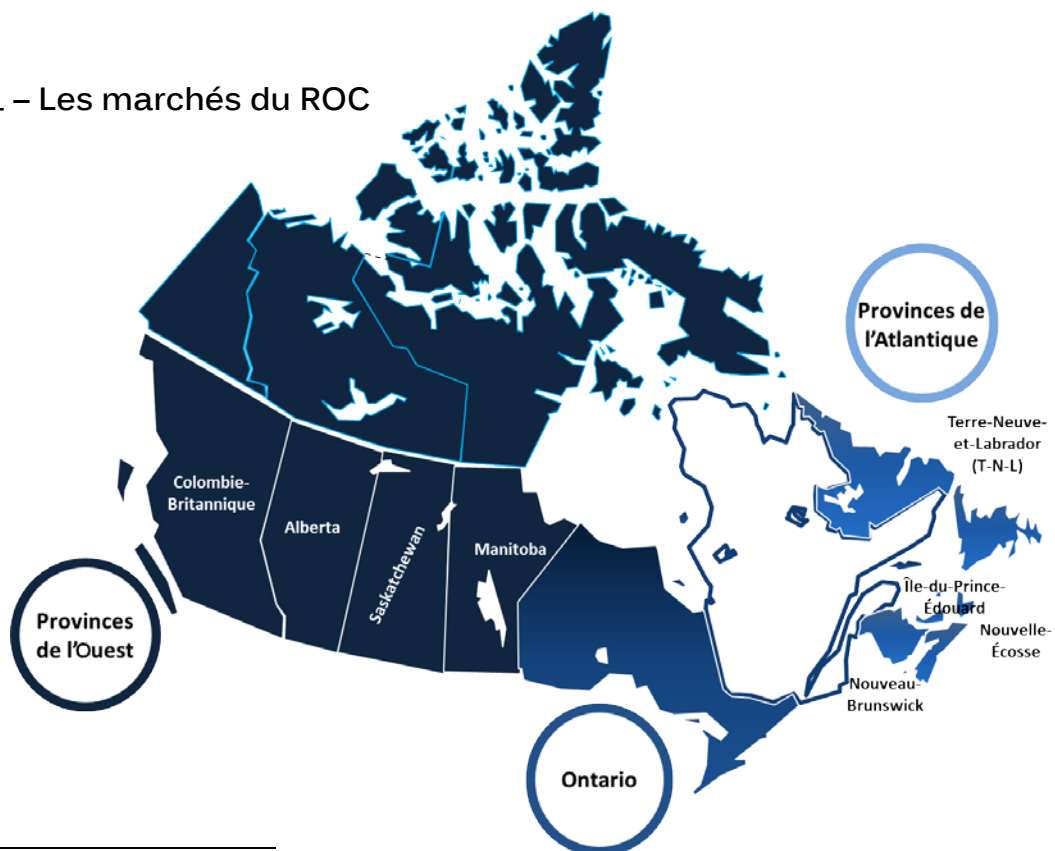 – Les marchés du ROC
Provinces de
l'Atlantique
Terre-Neuve-
et-Labrador
(T-N-L)
Colombie-
Britannique
Alberta
Saskatchewan
Manitoba
Île-du-Prince-
Édouard
Nouvelle-
Écosse
Nouveau-
Brunswick
Provinces
de l'Ouest
Ontario